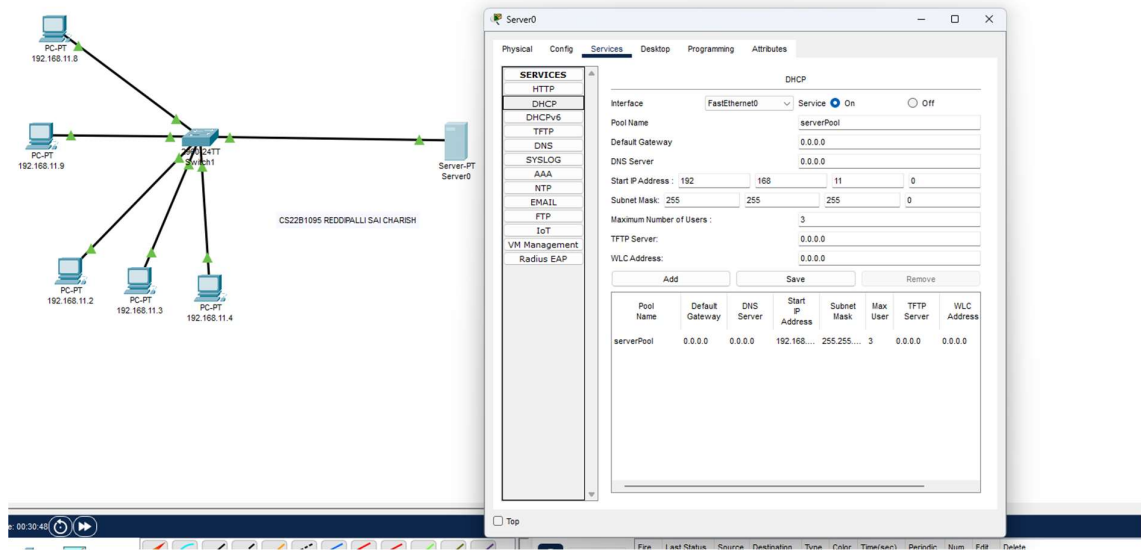 Server0
Physical Config Services Desktop Programming Attributes
SERVICES
HTTP
DHCP
DHCPv6
TFTP
DNS
SYSLOG
AAA
NTP
EMAIL
FTP
IoT
VM Management
Radius EAP
DHCP
Interface FastEthernet0 Service On Off
Pool Name serverPool
Default Gateway 0.0.0.0
DNS Server 0.0.0.0
Start IP Address : 192 168 11 0
Subnet Mask: 255 255 255 0
Maximum Number of Users : 3
TFTP Server: 0.0.0.0
WLC Address: 0.0.0.0
Add Save Remove
Pool Name Default Gateway DNS Server Start IP Address Subnet Mask Max User TFTP Server WLC Address
serverPool 0.0.0.0 0.0.0.0 192.168.... 255.255.... 3 0.0.0.0 0.0.0.0
Top
PC-PT
192.168.11.8
PC-PT
192.168.11.9
2960-24TT
Switch1
Server-PT
Server0
CS22B1095 REDDIPALLI SAI CHARISH
PC-PT
192.168.11.2
PC-PT
192.168.11.3
PC-PT
192.168.11.4
e: 00:30:48
Fire Last Status Source Destination Type Color Time(sec) Periodic Num Edit Delete